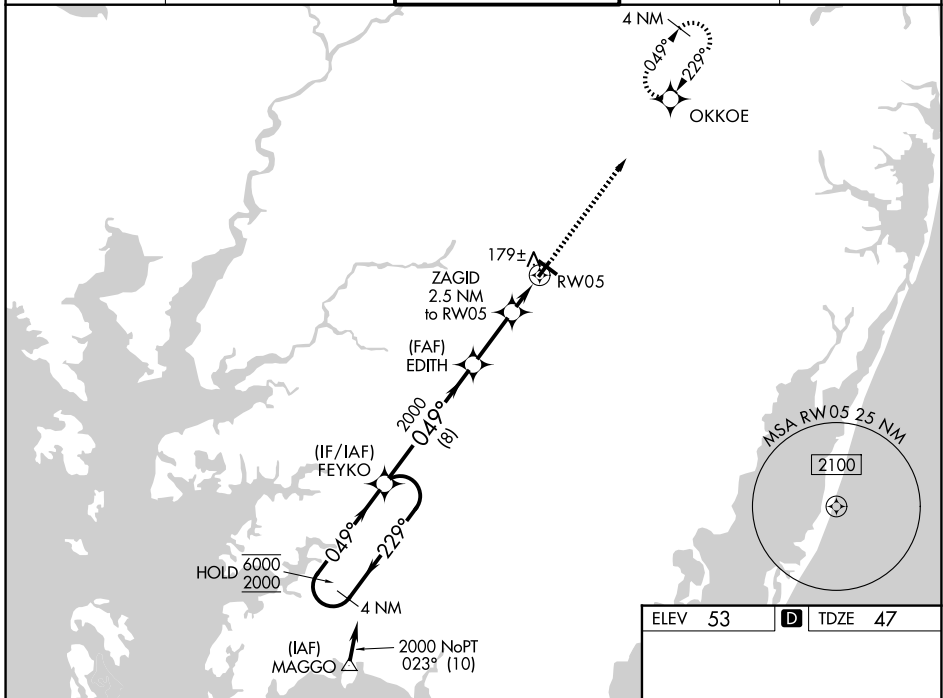 4 NM
049°
229°
OKKOE
179±
RW05
ZAGID
2.5 NM
to RW05
(FAF)
EDITH
2000
049°
(8)
(IF/IAF)
FEYKO
049°
229°
HOLD 6000
2000
4 NM
(IAF)
MAGGO
2000 NoPT
023° (10)
MSA RW05 25 NM
2100
ELEV 53 D TDZE 47